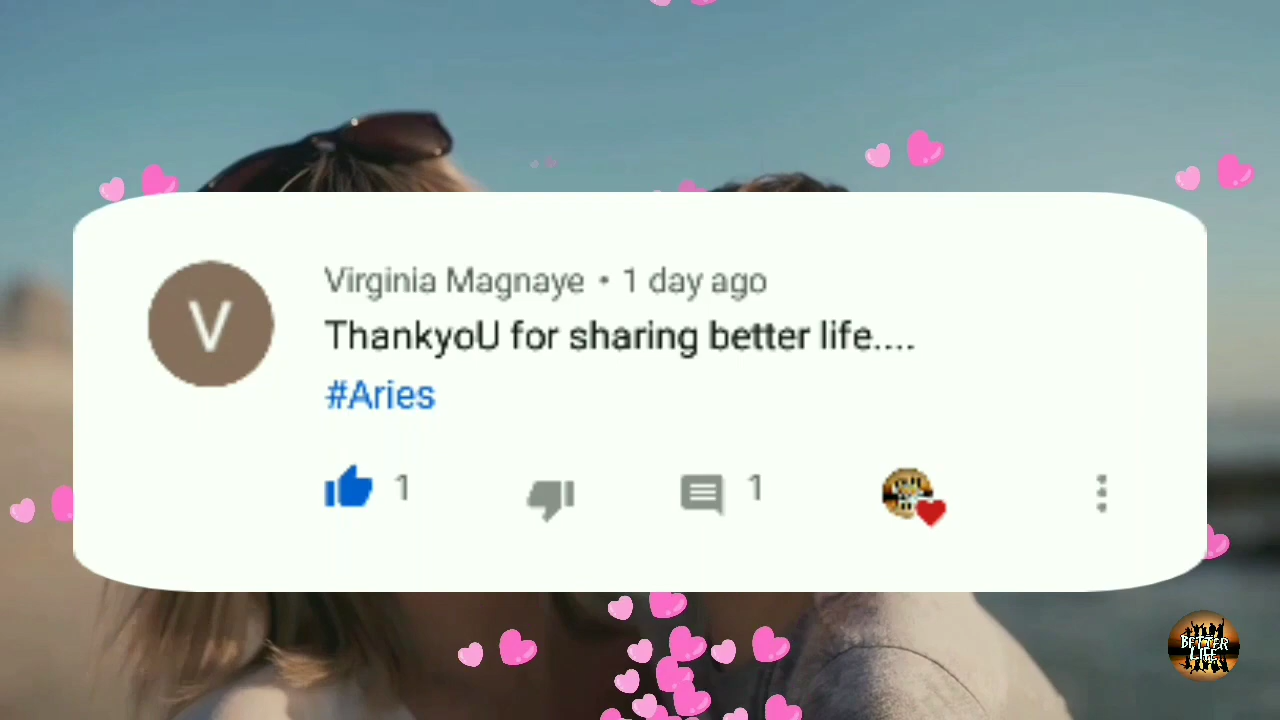 Virginia Magnaye • 1 day ago
V
ThankyoU for sharing better life....
#Aries
1
1
BETTER
LIFE